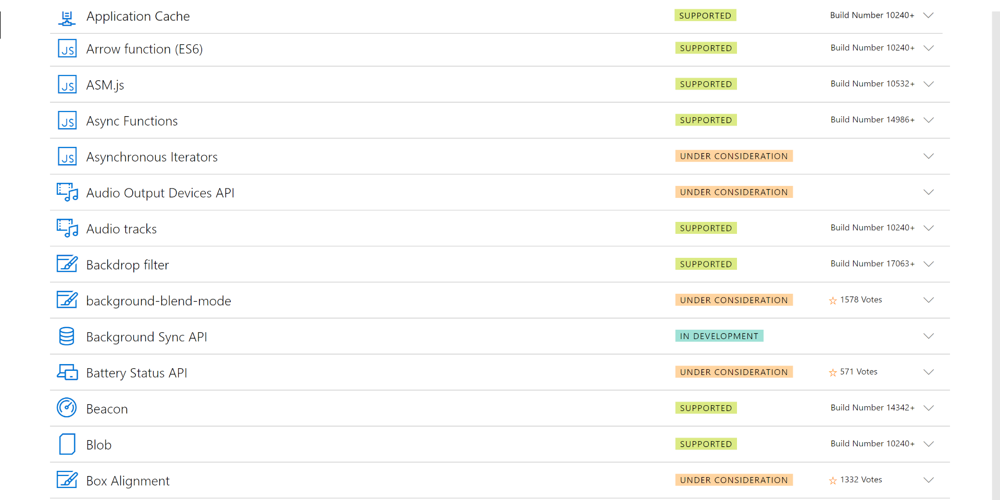 Application Cache SUPPORTED Build Number 10240+
JS Arrow function (ES6) SUPPORTED Build Number 10240+
JS ASM.js SUPPORTED Build Number 10532+
JS Async Functions SUPPORTED Build Number 14986+
JS Asynchronous Iterators UNDER CONSIDERATION
Audio Output Devices API UNDER CONSIDERATION
Audio tracks SUPPORTED Build Number 10240+
Backdrop filter SUPPORTED Build Number 17063+
background-blend-mode UNDER CONSIDERATION 1578 Votes
Background Sync API IN DEVELOPMENT
Battery Status API UNDER CONSIDERATION 571 Votes
Beacon SUPPORTED Build Number 14342+
Blob SUPPORTED Build Number 10240+
Box Alignment UNDER CONSIDERATION 1332 Votes